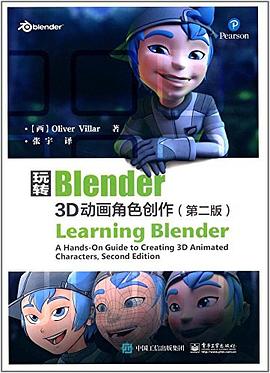 blender
Pearson
[西] Oliver Villar 著
张宇 译
玩转 Blender
3D动画角色创作(第二版)
Learning Blender
A Hands-On Guide to Creating 3D Animated
Characters, Second Edition
中国工信出版集团
电子工业出版社